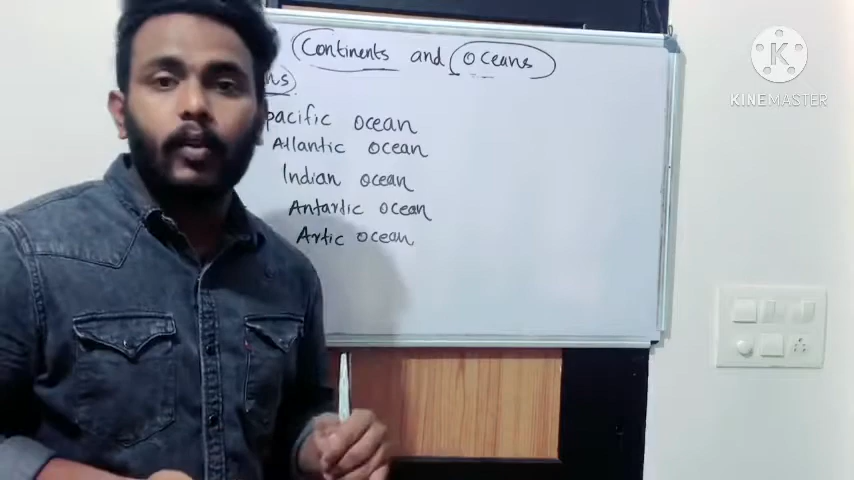 Continents and Oceans
ns
pacific ocean
Atlantic ocean
Indian ocean
Antartic ocean
Artic ocean
KINEMASTER